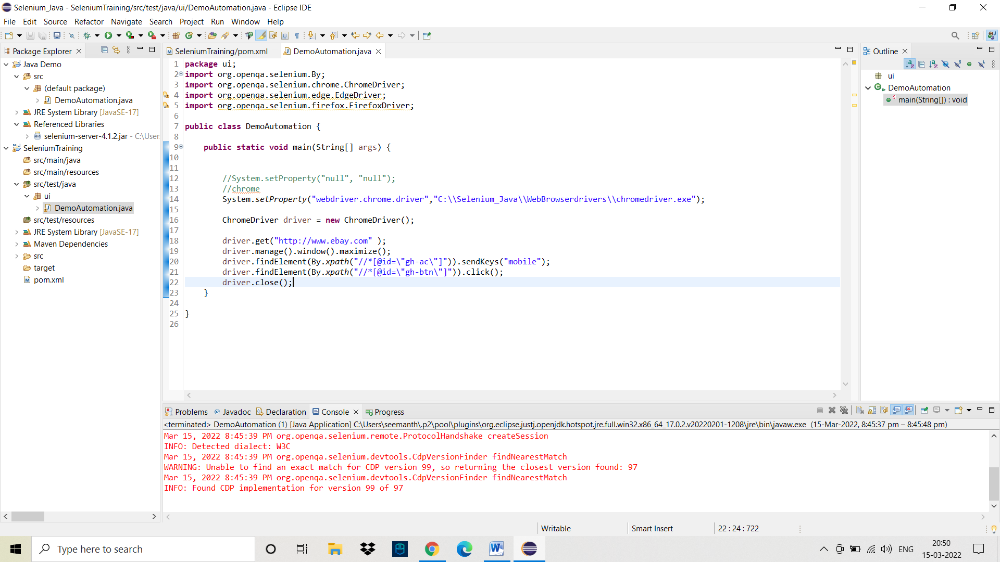 Selenium_Java - SeleniumTraining/src/test/java/ui/DemoAutomation.java - Eclipse IDE
File Edit Source Refactor Navigate Search Project Run Window Help
Package Explorer
Java Demo
src
(default package)
DemoAutomation.java
JRE System Library [JavaSE-17]
Referenced Libraries
selenium-server-4.1.2.jar - C:\User
SeleniumTraining
src/main/java
src/main/resources
src/test/java
ui
DemoAutomation.java
src/test/resources
JRE System Library [JavaSE-17]
Maven Dependencies
src
target
pom.xml
SeleniumTraining/pom.xml DemoAutomation.java
1 package ui;
2 import org.openqa.selenium.By;
3 import org.openqa.selenium.chrome.ChromeDriver;
4 import org.openqa.selenium.edge.EdgeDriver;
5 import org.openqa.selenium.firefox.FirefoxDriver;
6
7 public class DemoAutomation {
8
9 public static void main(String[] args) {
10
11
12 //System.setProperty("null", "null");
13 //chrome
14 System.setProperty("webdriver.chrome.driver","C:\\Selenium_Java\\WebBrowserdrivers\\chromedriver.exe");
15
16 ChromeDriver driver = new ChromeDriver();
17
18 driver.get("http://www.ebay.com" );
19 driver.manage().window().maximize();
20 driver.findElement(By.xpath("//*[@id=\"gh-ac\"]")).sendKeys("mobile");
21 driver.findElement(By.xpath("//*[@id=\"gh-btn\"]")).click();
22 driver.close();
23 }
24
25 }
26
Outline
ui
DemoAutomation
main(String[]) : void
Problems Javadoc Declaration Console Progress
<terminated> DemoAutomation (1) [Java Application] C:\Users\seemanth\.p2\pool\plugins\org.eclipse.justj.openjdk.hotspot.jre.full.win32.x86_64_17.0.2.v20220201-1208\jre\bin\javaw.exe (15-Mar-2022, 8:45:37 pm – 8:45:48 pm)
Mar 15, 2022 8:45:39 PM org.openqa.selenium.remote.ProtocolHandshake createSession
INFO: Detected dialect: W3C
Mar 15, 2022 8:45:39 PM org.openqa.selenium.devtools.CdpVersionFinder findNearestMatch
WARNING: Unable to find an exact match for CDP version 99, so returning the closest version found: 97
Mar 15, 2022 8:45:39 PM org.openqa.selenium.devtools.CdpVersionFinder findNearestMatch
INFO: Found CDP implementation for version 99 of 97
Writable Smart Insert 22 : 24 : 722
Type here to search
ENG
20:50
15-03-2022